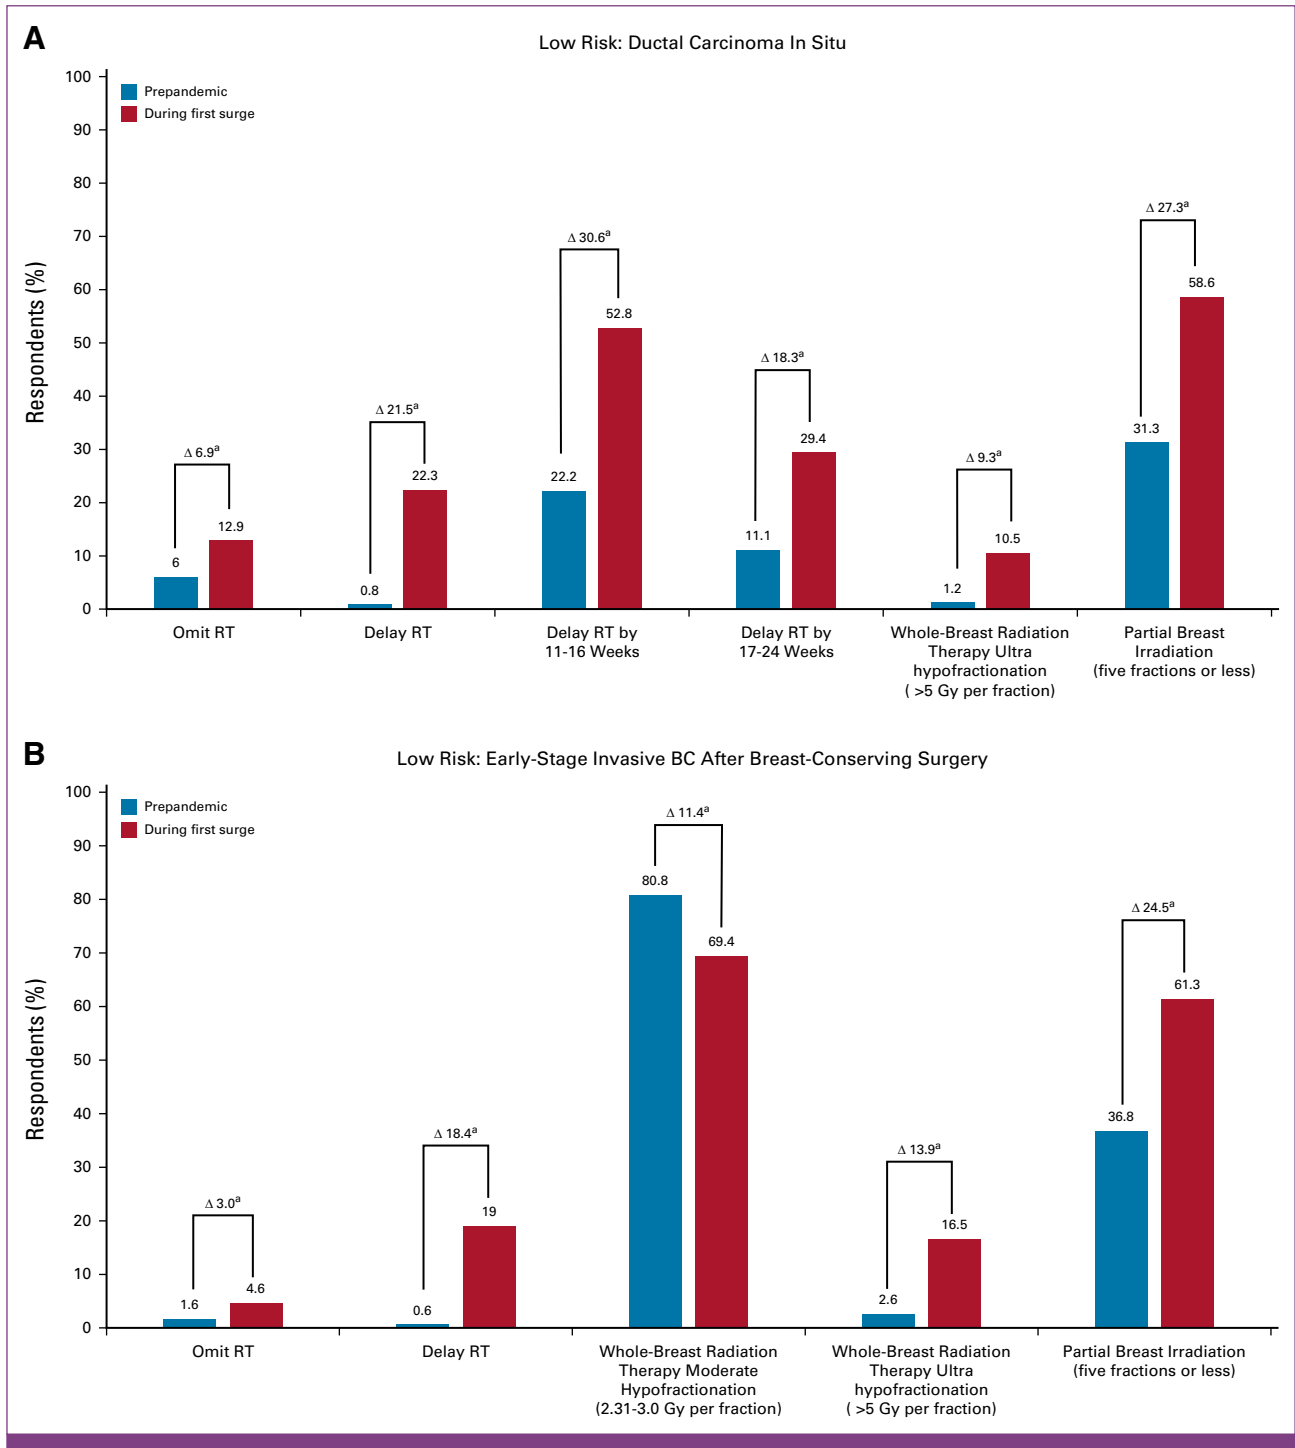 A
Low Risk: Ductal Carcinoma In Situ
Prepandemic
During first surge
Respondents (%)
100
90
80
70
60
50
40
30
20
10
0
Δ 6.9a
6
12.9
Δ 21.5a
0.8
22.3
Δ 30.6a
22.2
52.8
Δ 18.3a
11.1
29.4
Δ 9.3a
1.2
10.5
Δ 27.3a
31.3
58.6
Omit RT
Delay RT
Delay RT by
11-16 Weeks
Delay RT by
17-24 Weeks
Whole-Breast Radiation
Therapy Ultra
hypofractionation
( >5 Gy per fraction)
Partial Breast
Irradiation
(five fractions or less)
B
Low Risk: Early-Stage Invasive BC After Breast-Conserving Surgery
Prepandemic
During first surge
Respondents (%)
100
90
80
70
60
50
40
30
20
10
0
Δ 3.0a
1.6
4.6
Δ 18.4a
0.6
19
Δ 11.4a
80.8
69.4
Δ 13.9a
2.6
16.5
Δ 24.5a
36.8
61.3
Omit RT
Delay RT
Whole-Breast Radiation
Therapy Moderate
Hypofractionation
(2.31-3.0 Gy per fraction)
Whole-Breast Radiation
Therapy Ultra
hypofractionation
( >5 Gy per fraction)
Partial Breast Irradiation
(five fractions or less)